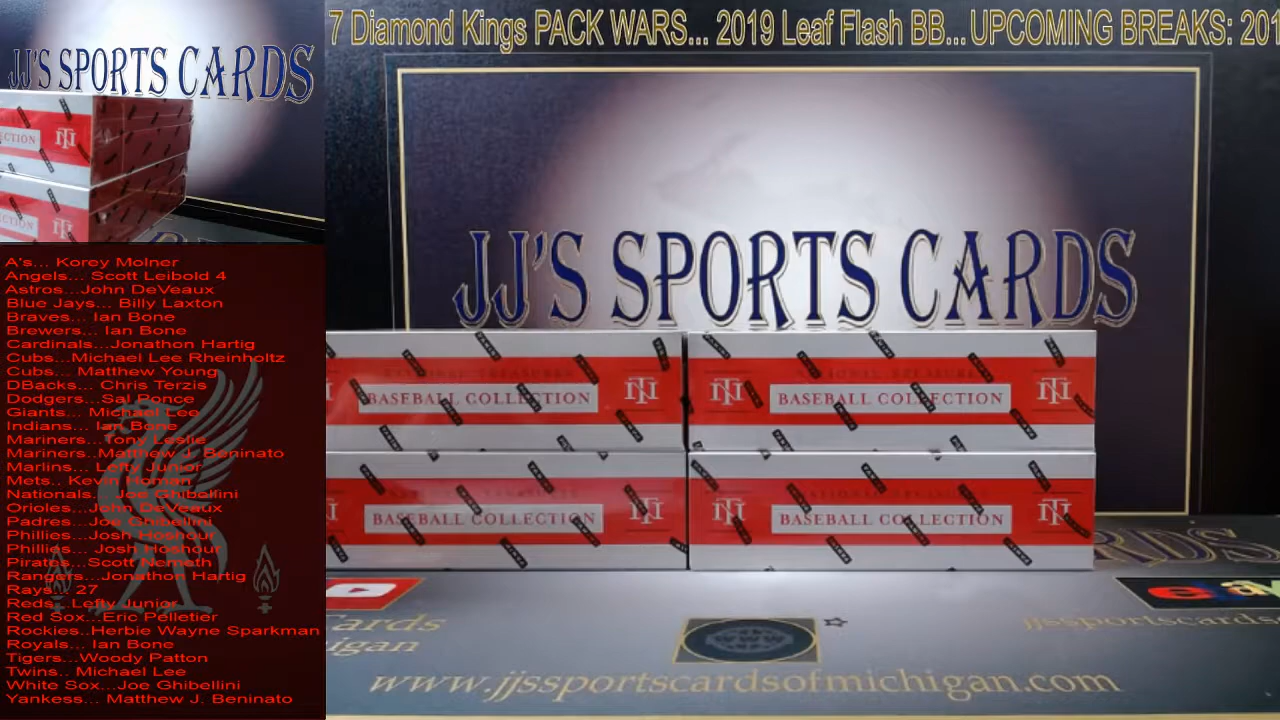 7 Diamond Kings PACK WARS... 2019 Leaf Flash BB... UPCOMING BREAKS: 201
JJ'S SPORTS CARDS
JJ'S SPORTS CARDS
BASEBALL COLLECTION
BASEBALL COLLECTION
BASEBALL COLLECTION
BASEBALL COLLECTION
A's... Korey Molner
Angels... Scott Leibold 4
Astros...John DeVeaux
Blue Jays... Billy Laxton
Braves... Ian Bone
Brewers... Ian Bone
Cardinals...Jonathon Hartig
Cubs...Michael Lee Rheinholtz
Cubs... Matthew Young
DBacks... Chris Terzis
Dodgers...Sal Ponce
Giants... Michael Lee
Indians... Ian Bone
Mariners...Tony Leslie
Mariners..Matthew J. Beninato
Marlins... Lefty Junior
Mets.. Kevin Homan
Nationals... Joe Ghibellini
Orioles...John DeVeaux
Padres...Joe Ghibellini
Phillies...Josh Hoshour
Phillies... Josh Hoshour
Pirates...Scott Nemeth
Rangers...Jonathon Hartig
Rays... 27
Reds...Lefty Junior
Red Sox...Eric Pelletier
Rockies..Herbie Wayne Sparkman
Royals... Ian Bone
Tigers...Woody Patton
Twins.. Michael Lee
White Sox...Joe Ghibellini
Yankess... Matthew J. Beninato
ebay
jjssportscards
www.jjssportscardsofmichigan.com